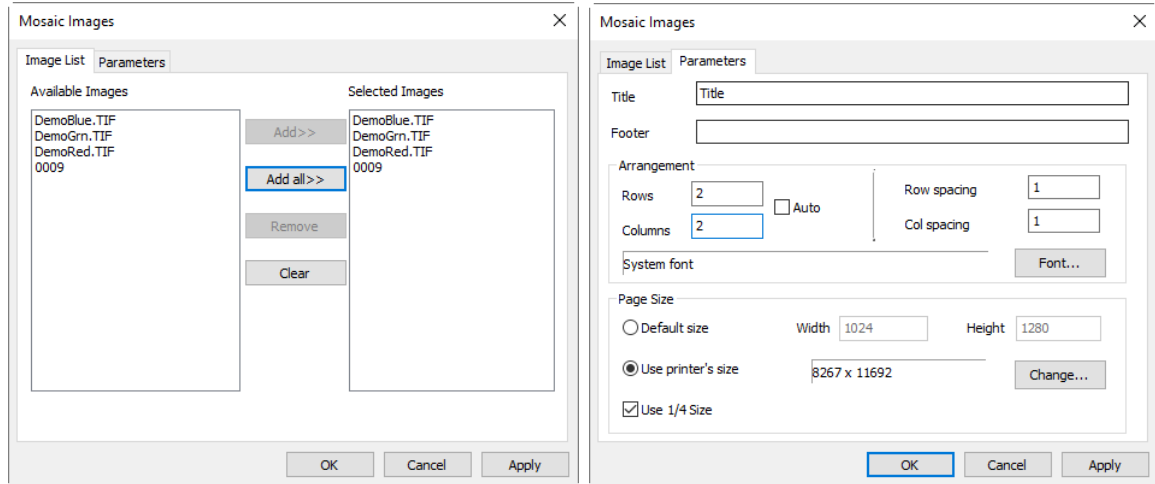 Mosaic Images
Image List Parameters
Available Images Selected Images
DemoBlue.TIF
DemoGrn.TIF
DemoRed.TIF
0009
Add>>
Add all>>
Remove
Clear
DemoBlue.TIF
DemoGrn.TIF
DemoRed.TIF
0009
OK Cancel Apply
Mosaic Images
Image List Parameters
Title Title
Footer
Arrangement
Rows 2 Auto Row spacing 1
Columns 2 Col spacing 1
System font Font...
Page Size
Default size Width 1024 Height 1280
Use printer's size 8267 x 11692 Change...
Use 1/4 Size
OK Cancel Apply